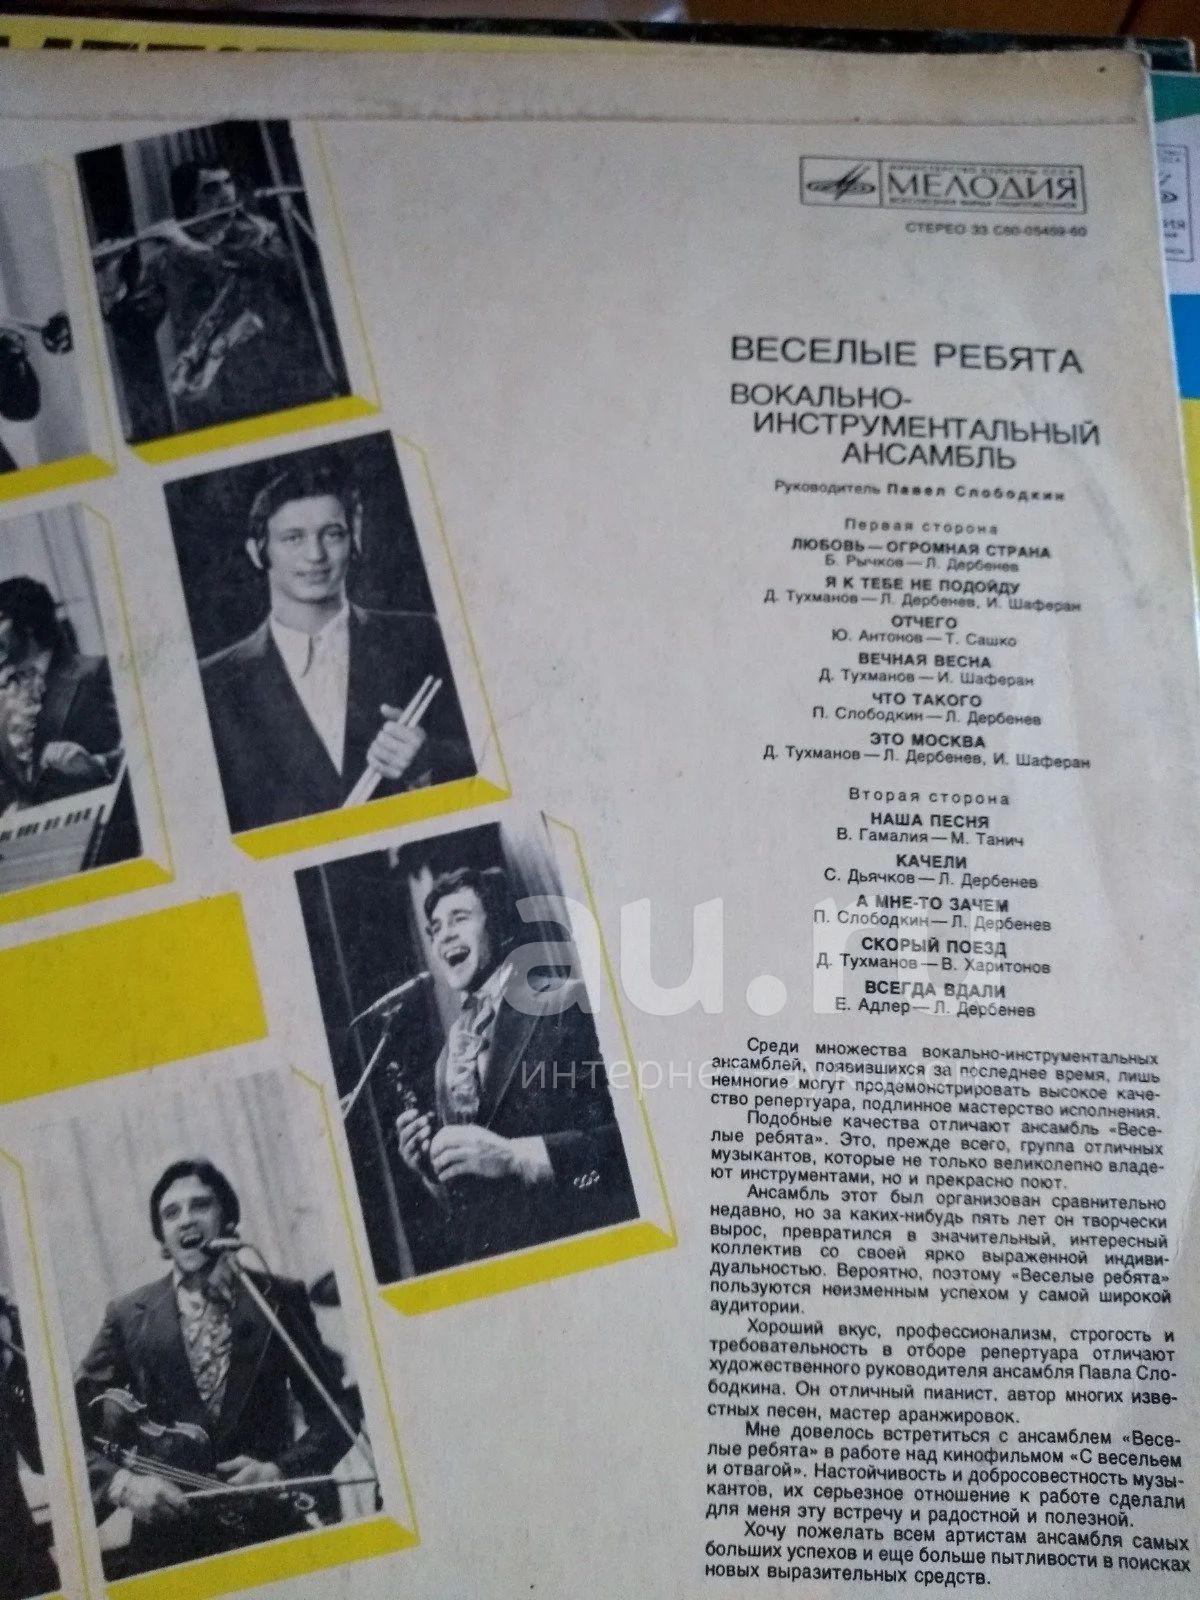 МИНИСТЕРСТВО КУЛЬТУРЫ СССР
МЕЛОДИЯ
ВСЕСОЮЗНАЯ ФИРМА ГРАМПЛАСТИНОК
СТЕРЕО 33 С60-05459-60
ВЕСЕЛЫЕ РЕБЯТА
ВОКАЛЬНО-
ИНСТРУМЕНТАЛЬНЫЙ
АНСАМБЛЬ
Руководитель Павел Слободкин
Первая сторона
ЛЮБОВЬ — ОГРОМНАЯ СТРАНА
Б. Рычков — Л. Дербенев
Я К ТЕБЕ НЕ ПОДОЙДУ
Д. Тухманов — Л. Дербенев, И. Шаферан
ОТЧЕГО
Ю. Антонов — Т. Сашко
ВЕЧНАЯ ВЕСНА
Д. Тухманов — И. Шаферан
ЧТО ТАКОГО
П. Слободкин — Л. Дербенев
ЭТО МОСКВА
Д. Тухманов — Л. Дербенев, И. Шаферан
Вторая сторона
НАША ПЕСНЯ
В. Гамалия — М. Танич
КАЧЕЛИ
С. Дьячков — Л. Дербенев
А МНЕ-ТО ЗАЧЕМ
П. Слободкин — Л. Дербенев
СКОРЫЙ ПОЕЗД
Д. Тухманов — В. Харитонов
ВСЕГДА ВДАЛИ
Е. Адлер — Л. Дербенев
Среди множества вокально-инструментальных
ансамблей, появившихся за последнее время, лишь
немногие могут продемонстрировать высокое каче-
ство репертуара, подлинное мастерство исполнения.
Подобные качества отличают ансамбль «Весе-
лые ребята». Это, прежде всего, группа отличных
музыкантов, которые не только великолепно владе-
ют инструментами, но и прекрасно поют.
Ансамбль этот был организован сравнительно
недавно, но за каких-нибудь пять лет он творчески
вырос, превратился в значительный, интересный
коллектив со своей ярко выраженной индиви-
дуальностью. Вероятно, поэтому «Веселые ребята»
пользуются неизменным успехом у самой широкой
аудитории.
Хороший вкус, профессионализм, строгость и
требовательность в отборе репертуара отличают
художественного руководителя ансамбля Павла Сло-
бодкина. Он отличный пианист, автор многих изве-
стных песен, мастер аранжировок.
Мне довелось встретиться с ансамблем «Весе-
лые ребята» в работе над кинофильмом «С весельем
и отвагой». Настойчивость и добросовестность музы-
кантов, их серьезное отношение к работе сделали
для меня эту встречу и радостной и полезной.
Хочу пожелать всем артистам ансамбля самых
больших успехов и еще больше пытливости в поисках
новых выразительных средств.
au.r